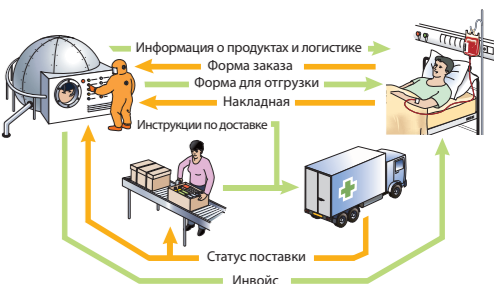 Информация о продуктах и логистике
Форма заказа
Форма для отгрузки
Накладная
Инструкции по доставке
Статус поставки
Инвойс